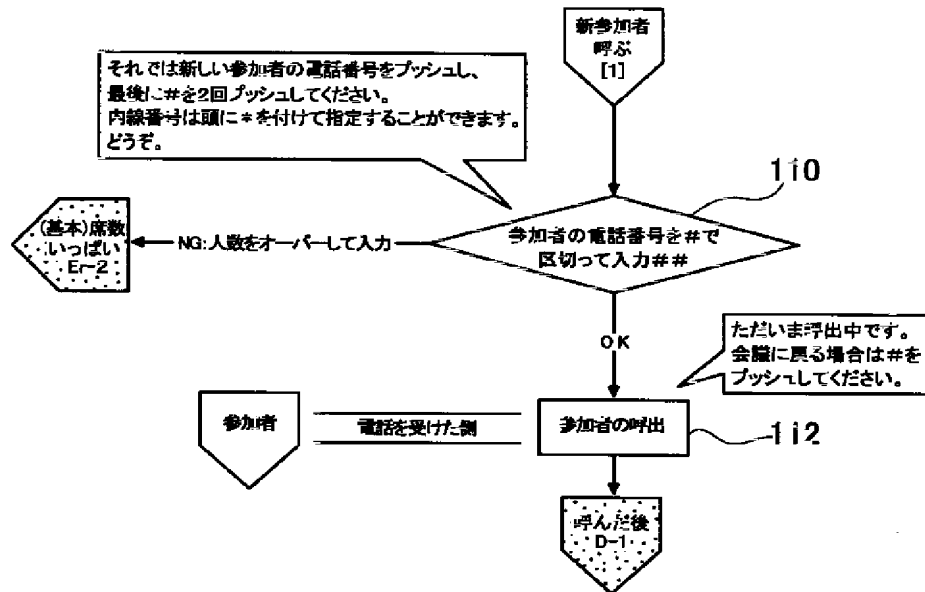 新参加者
呼ぶ
[1]
それでは新しい参加者の電話番号をプッシュし、
最後に#を2回プッシュしてください。
内線番号は頭に*を付けて指定することができます。
どうぞ。
110
参加者の電話番号を#で
区切って入力##
NG:人数をオーバーして入力
(基本)席数
いっぱい
Er-2
OK
ただいま呼出中です。
会議に戻る場合は#を
プッシュしてください。
参加者
電話を受けた側
参加者の呼出
112
呼んだ後
D-1